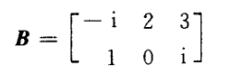 B = [ - i 2 3
1 0 i ]